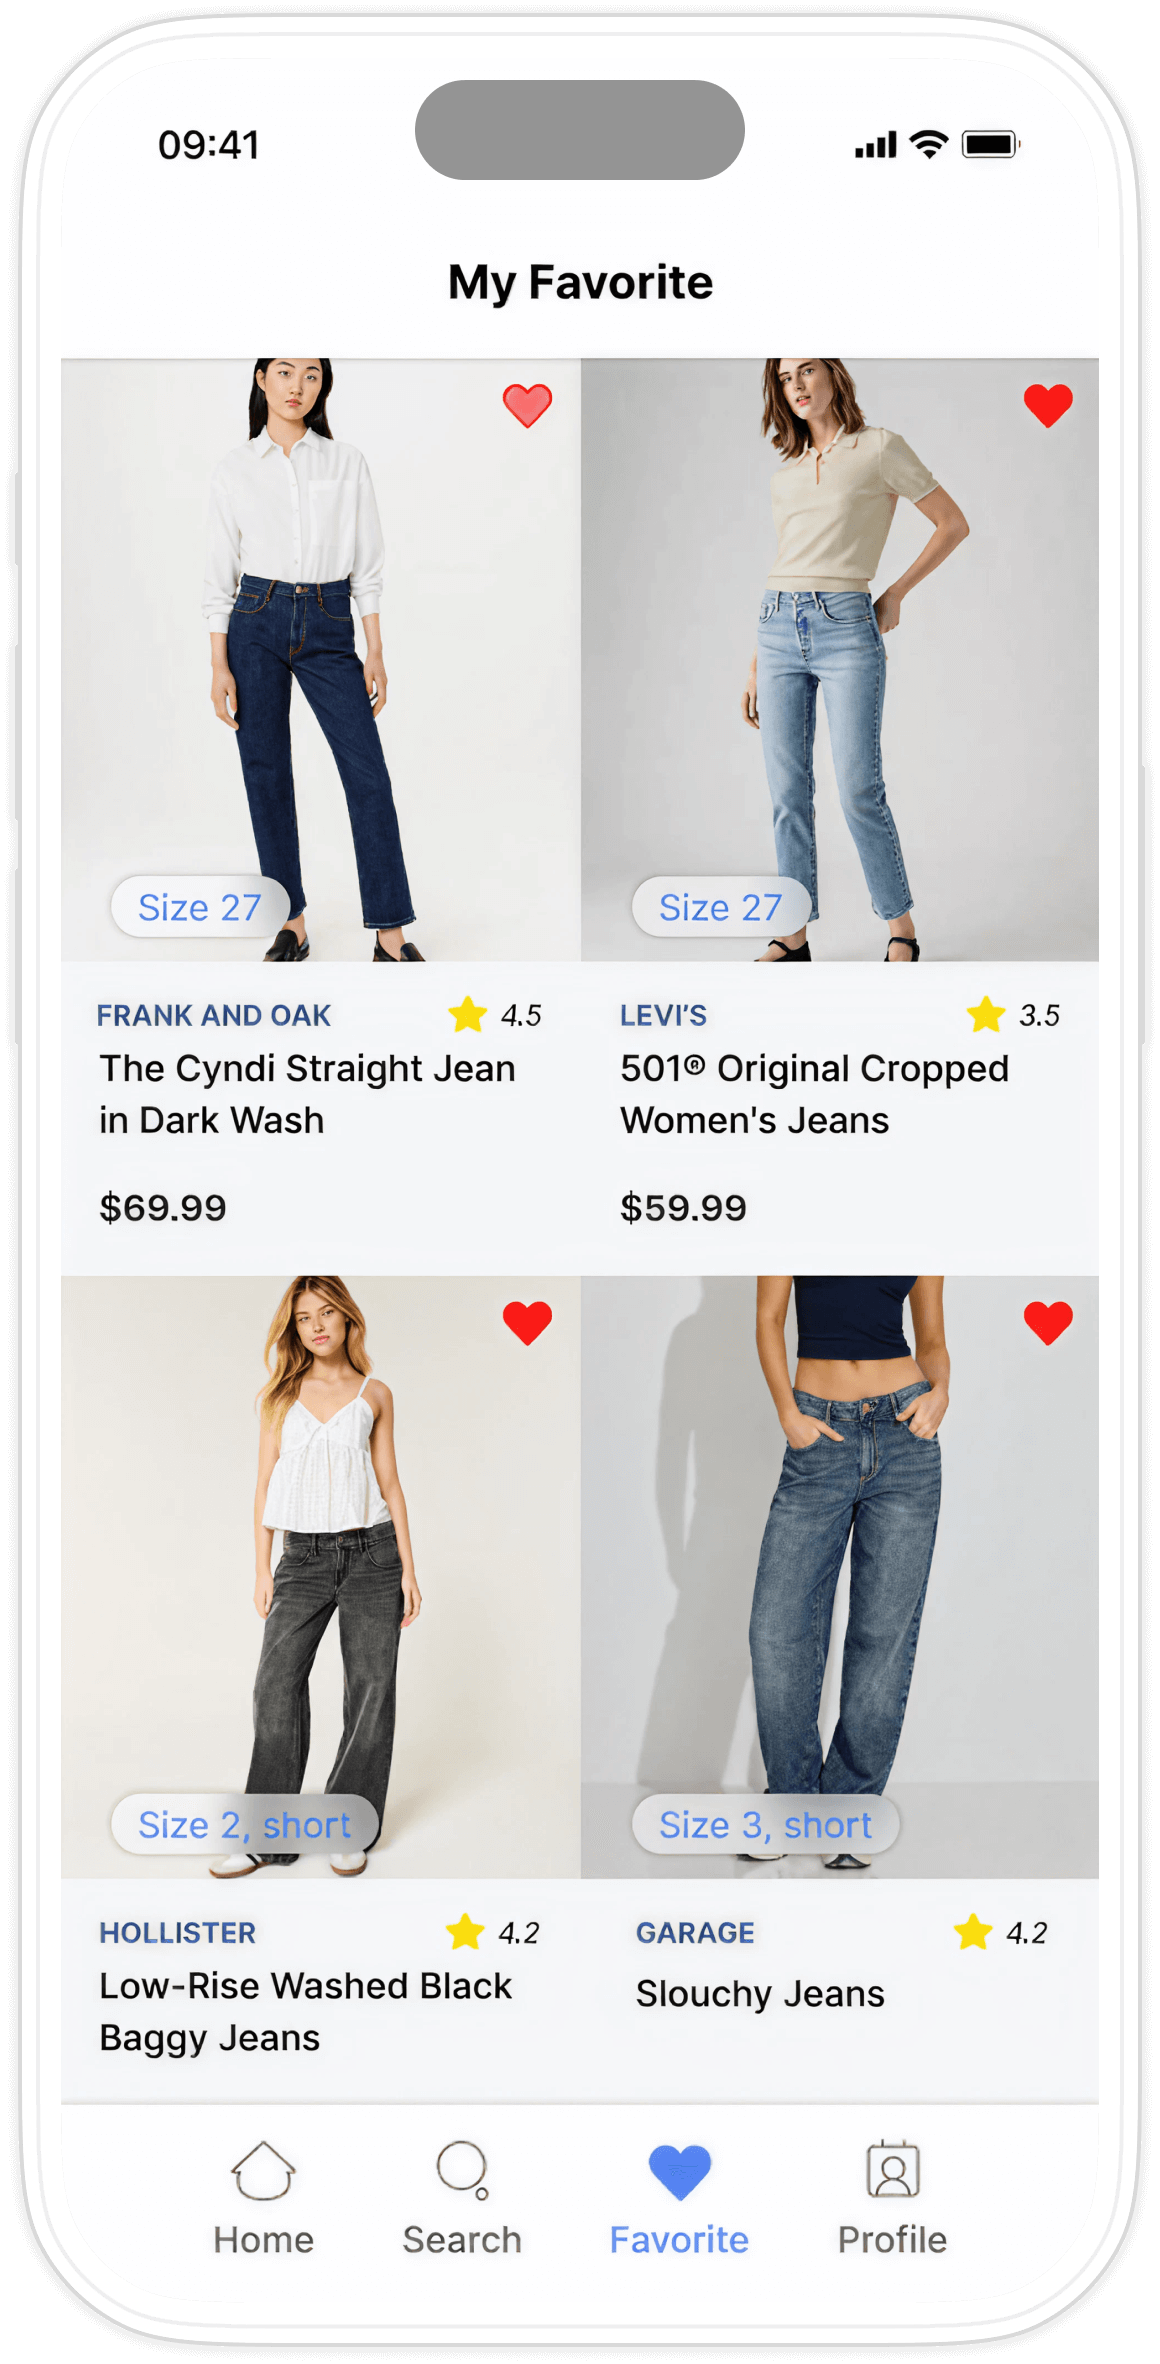 09:41
My Favorite
Size 27
Size 27
FRANK AND OAK 4.5
The Cyndi Straight Jean
in Dark Wash
$69.99
LEVI'S 3.5
501® Original Cropped
Women's Jeans
$59.99
Size 2, short
Size 3, short
HOLLISTER 4.2
Low-Rise Washed Black
Baggy Jeans
GARAGE 4.2
Slouchy Jeans
Home Search Favorite Profile